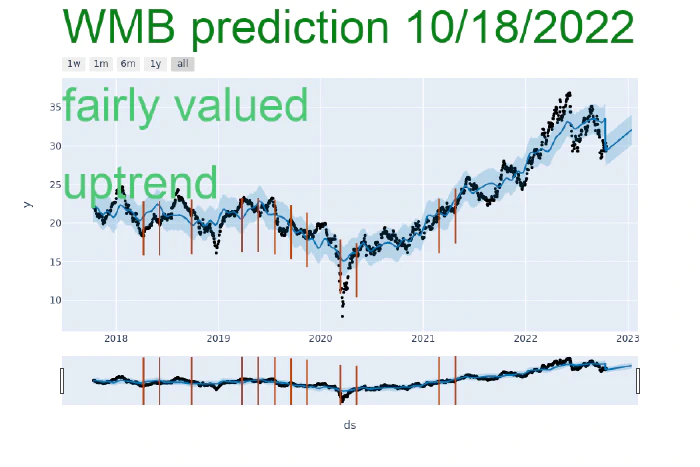 WMB prediction 10/18/2022
1w 1m 6m 1y all
fairly valued
uptrend
35
30
25
20
15
10
y
2018 2019 2020 2021 2022 2023
ds